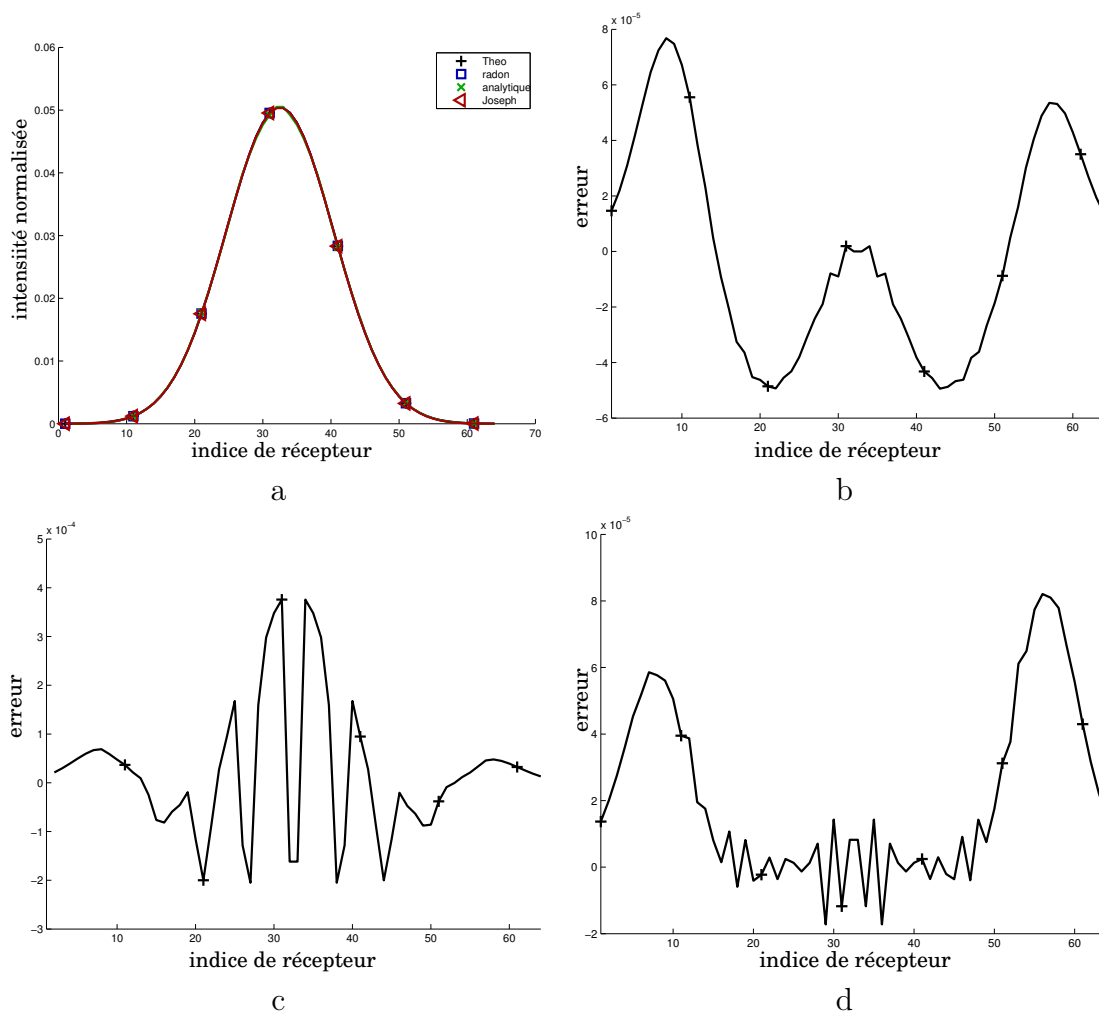 0.06
0.05
0.04
0.03
0.02
0.01
0
0 10 20 30 40 50 60 70
intensiité normalisée
indice de récepteur
Theo
radon
analytique
Joseph
a
x 10⁻⁵
8
6
4
2
0
−2
−4
−6
10 20 30 40 50 60
erreur
indice de récepteur
b
x 10⁻⁴
5
4
3
2
1
0
−1
−2
−3
10 20 30 40 50 60
erreur
indice de récepteur
c
x 10⁻⁵
10
8
6
4
2
0
−2
10 20 30 40 50 60
erreur
indice de récepteur
d